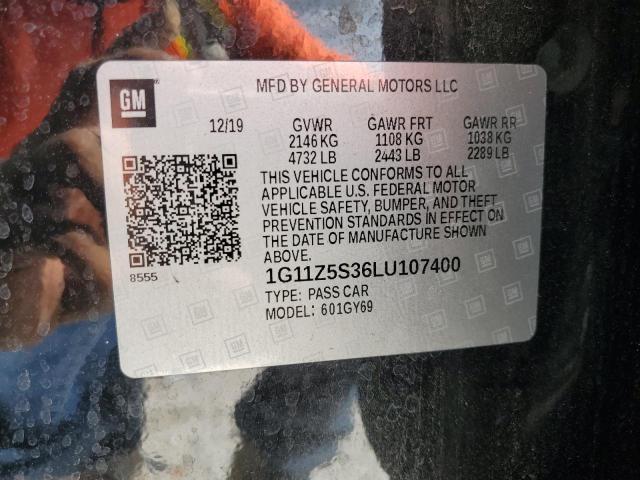 GM
MFD BY GENERAL MOTORS LLC
12/19 GVWR GAWR FRT GAWR RR
2146 KG 1108 KG 1038 KG
4732 LB 2443 LB 2289 LB
THIS VEHICLE CONFORMS TO ALL
APPLICABLE U.S. FEDERAL MOTOR
VEHICLE SAFETY, BUMPER, AND THEFT
PREVENTION STANDARDS IN EFFECT ON
THE DATE OF MANUFACTURE SHOWN
ABOVE.
8555
1G11Z5S36LU107400
TYPE: PASS CAR
MODEL: 601GY69